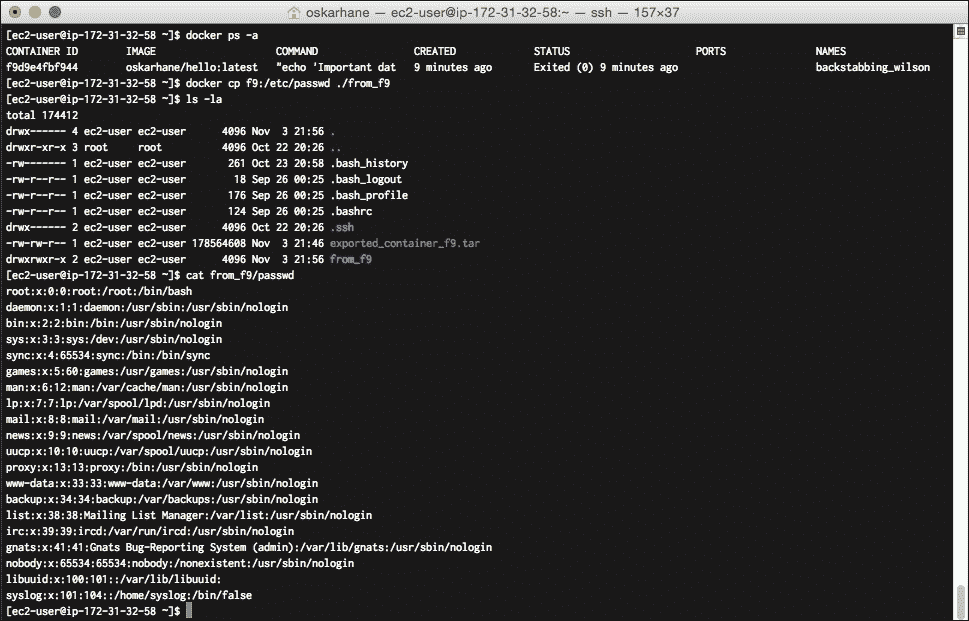 oskarhane — ec2-user@ip-172-31-32-58:~ — ssh — 157×37
[ec2-user@ip-172-31-32-58 ~]$ docker ps -a
CONTAINER ID        IMAGE                    COMMAND                CREATED             STATUS                     PORTS               NAMES
f9d9e4fbf944        oskarhane/hello:latest   "echo 'Important dat   9 minutes ago       Exited (0) 9 minutes ago                       backstabbing_wilson
[ec2-user@ip-172-31-32-58 ~]$ docker cp f9:/etc/passwd ./from_f9
[ec2-user@ip-172-31-32-58 ~]$ ls -la
total 174412
drwx------ 4 ec2-user ec2-user      4096 Nov  3 21:56 .
drwxr-xr-x 3 root     root          4096 Oct 22 20:26 ..
-rw------- 1 ec2-user ec2-user       261 Oct 23 20:58 .bash_history
-rw-r--r-- 1 ec2-user ec2-user        18 Sep 26 00:25 .bash_logout
-rw-r--r-- 1 ec2-user ec2-user       176 Sep 26 00:25 .bash_profile
-rw-r--r-- 1 ec2-user ec2-user       124 Sep 26 00:25 .bashrc
drwx------ 2 ec2-user ec2-user      4096 Oct 22 20:26 .ssh
-rw-rw-r-- 1 ec2-user ec2-user 178564608 Nov  3 21:46 exported_container_f9.tar
drwxrwxr-x 2 ec2-user ec2-user      4096 Nov  3 21:56 from_f9
[ec2-user@ip-172-31-32-58 ~]$ cat from_f9/passwd
root:x:0:0:root:/root:/bin/bash
daemon:x:1:1:daemon:/usr/sbin:/usr/sbin/nologin
bin:x:2:2:bin:/bin:/usr/sbin/nologin
sys:x:3:3:sys:/dev:/usr/sbin/nologin
sync:x:4:65534:sync:/bin:/bin/sync
games:x:5:60:games:/usr/games:/usr/sbin/nologin
man:x:6:12:man:/var/cache/man:/usr/sbin/nologin
lp:x:7:7:lp:/var/spool/lpd:/usr/sbin/nologin
mail:x:8:8:mail:/var/mail:/usr/sbin/nologin
news:x:9:9:news:/var/spool/news:/usr/sbin/nologin
uucp:x:10:10:uucp:/var/spool/uucp:/usr/sbin/nologin
proxy:x:13:13:proxy:/bin:/usr/sbin/nologin
www-data:x:33:33:www-data:/var/www:/usr/sbin/nologin
backup:x:34:34:backup:/var/backups:/usr/sbin/nologin
list:x:38:38:Mailing List Manager:/var/list:/usr/sbin/nologin
irc:x:39:39:ircd:/var/run/ircd:/usr/sbin/nologin
gnats:x:41:41:Gnats Bug-Reporting System (admin):/var/lib/gnats:/usr/sbin/nologin
nobody:x:65534:65534:nobody:/nonexistent:/usr/sbin/nologin
libuuid:x:100:101::/var/lib/libuuid:
syslog:x:101:104::/home/syslog:/bin/false
[ec2-user@ip-172-31-32-58 ~]$